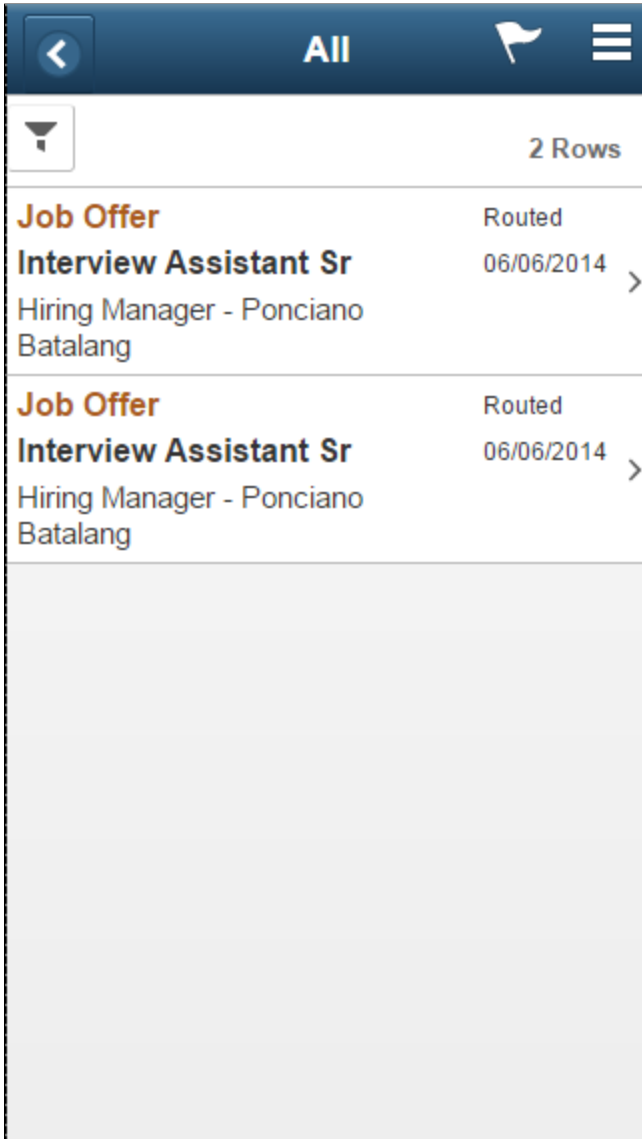 All
2 Rows
Job Offer
Routed
Interview Assistant Sr
06/06/2014
Hiring Manager - Ponciano
Batalang
Job Offer
Routed
Interview Assistant Sr
06/06/2014
Hiring Manager - Ponciano
Batalang